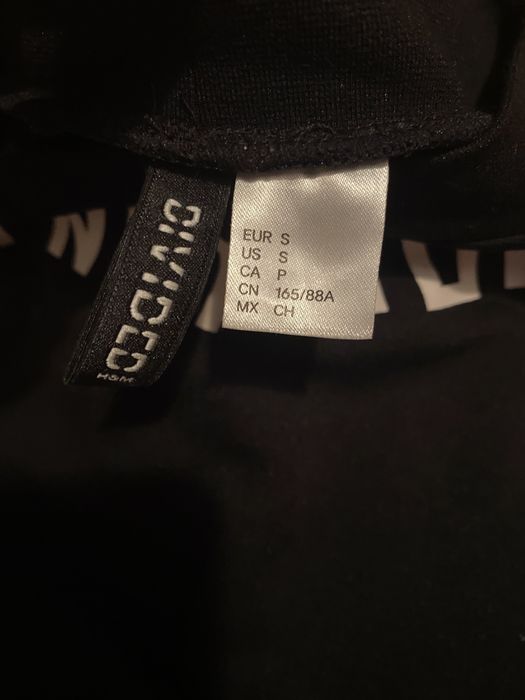 DIVIDED
H&M
EUR S
US S
CA P
CN 165/88A
MX CH